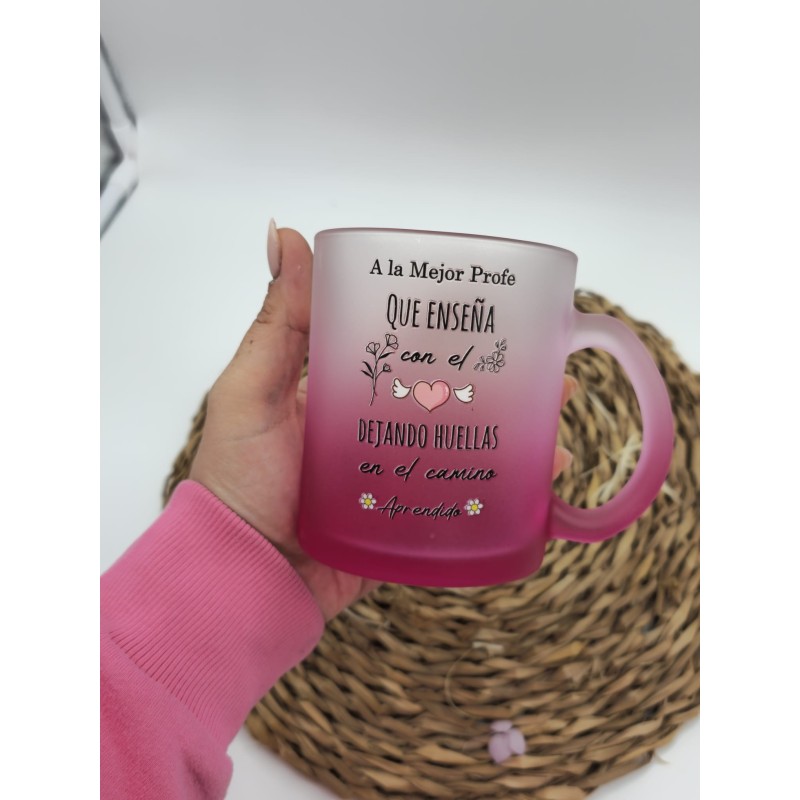 A la Mejor Profe
QUE ENSEÑA
con el
DEJANDO HUELLAS
en el camino
Aprendido